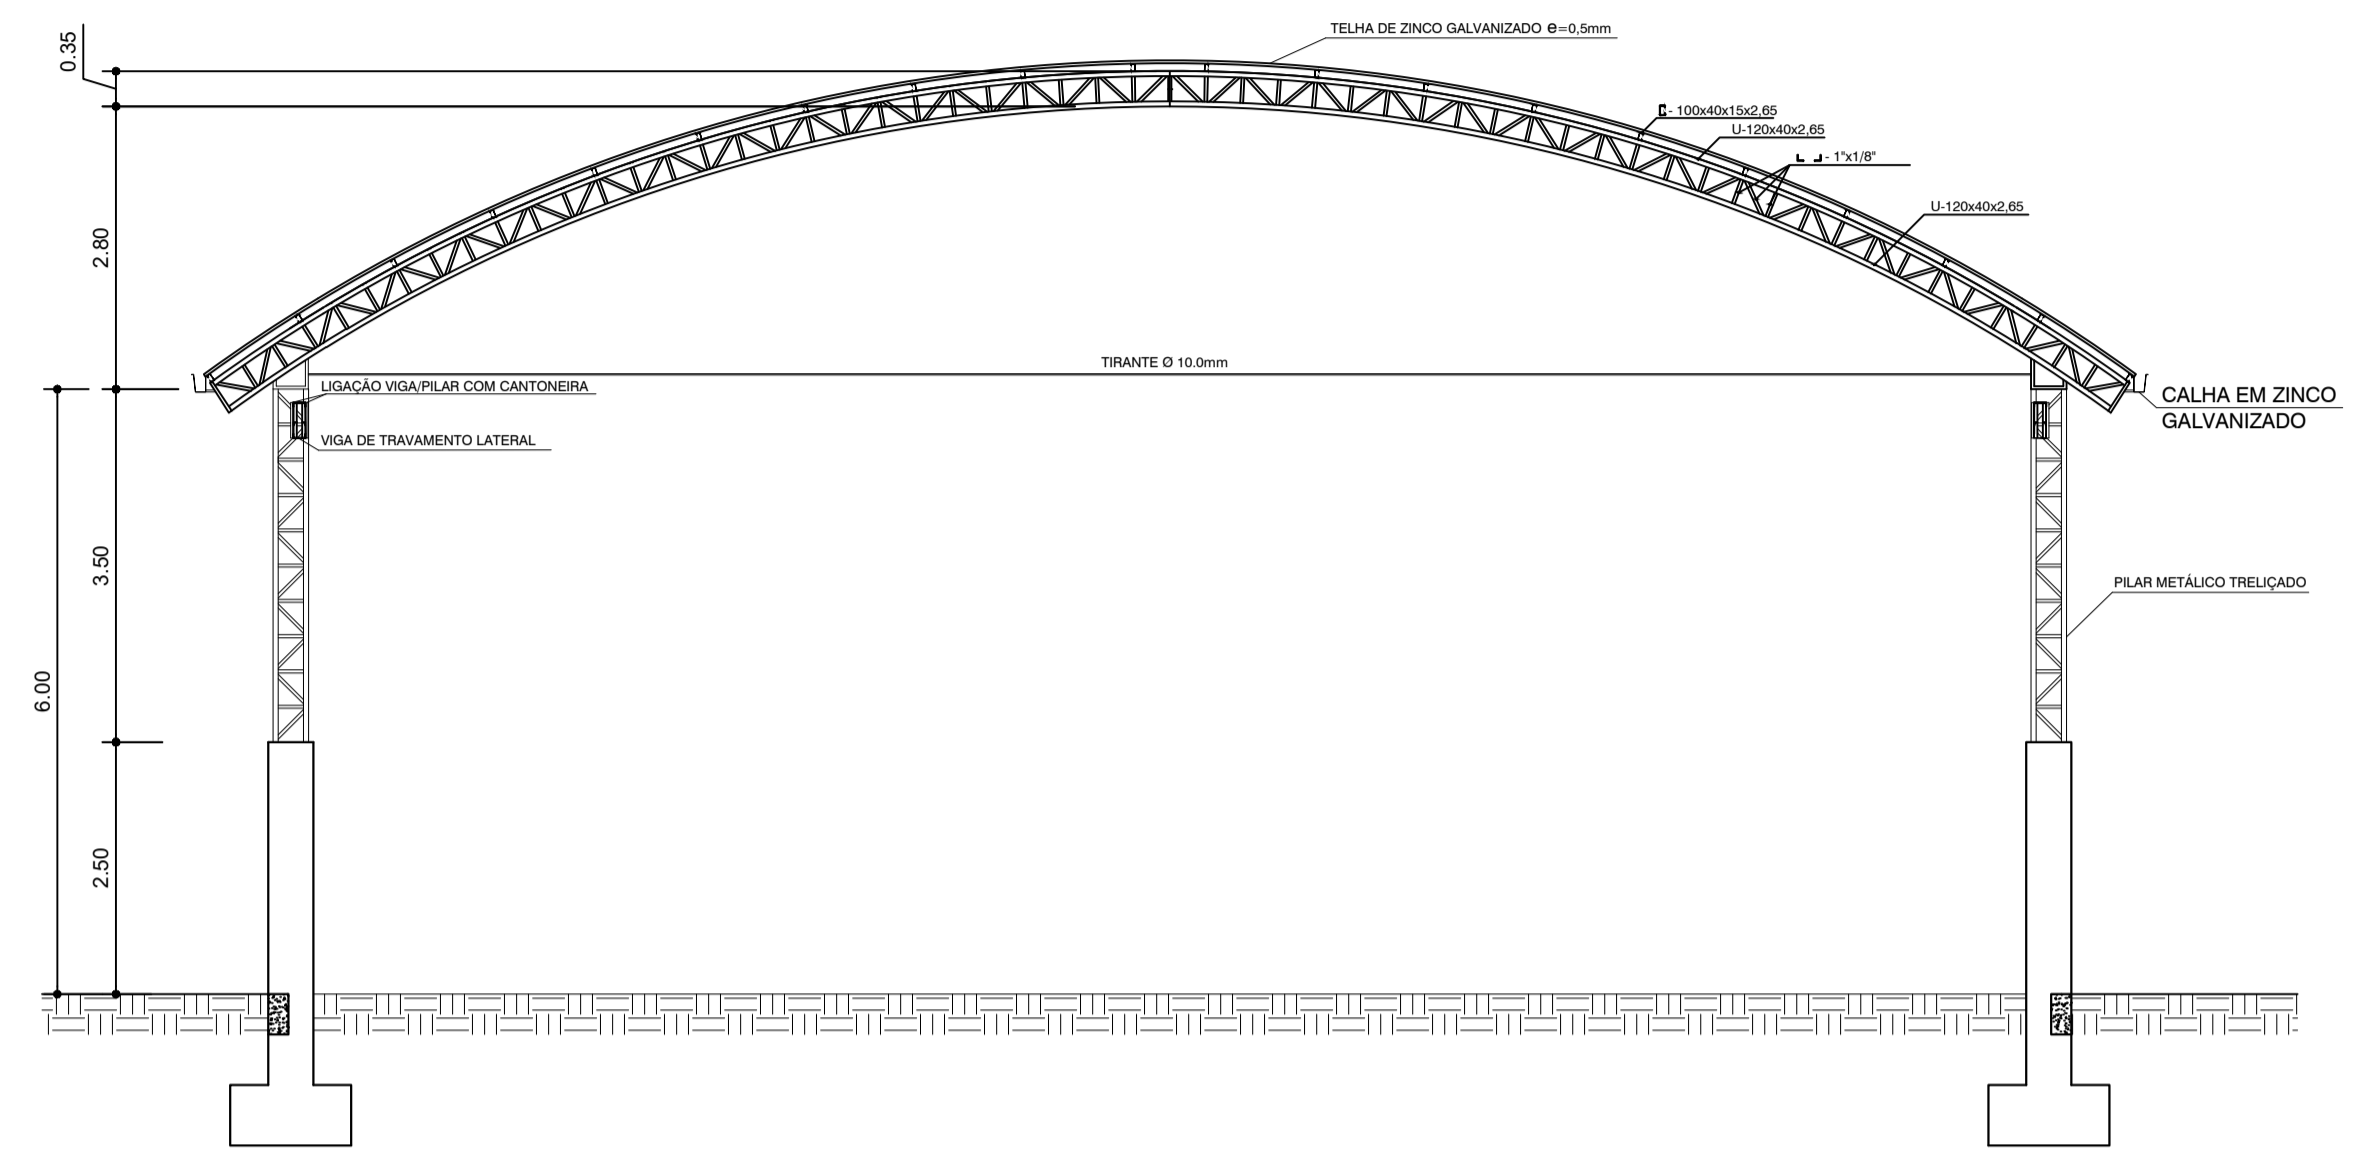 TELHA DE ZINCO GALVANIZADO e=0,5mm
0.35
- 100x40x15x2,65
U-120x40x2,65
- 1"x1/8"
U-120x40x2,65
2.80
TIRANTE Ø 10.0mm
LIGAÇÃO VIGA/PILAR COM CANTONEIRA
CALHA EM ZINCO
GALVANIZADO
VIGA DE TRAVAMENTO LATERAL
3.50
PILAR METÁLICO TRELIÇADO
6.00
2.50